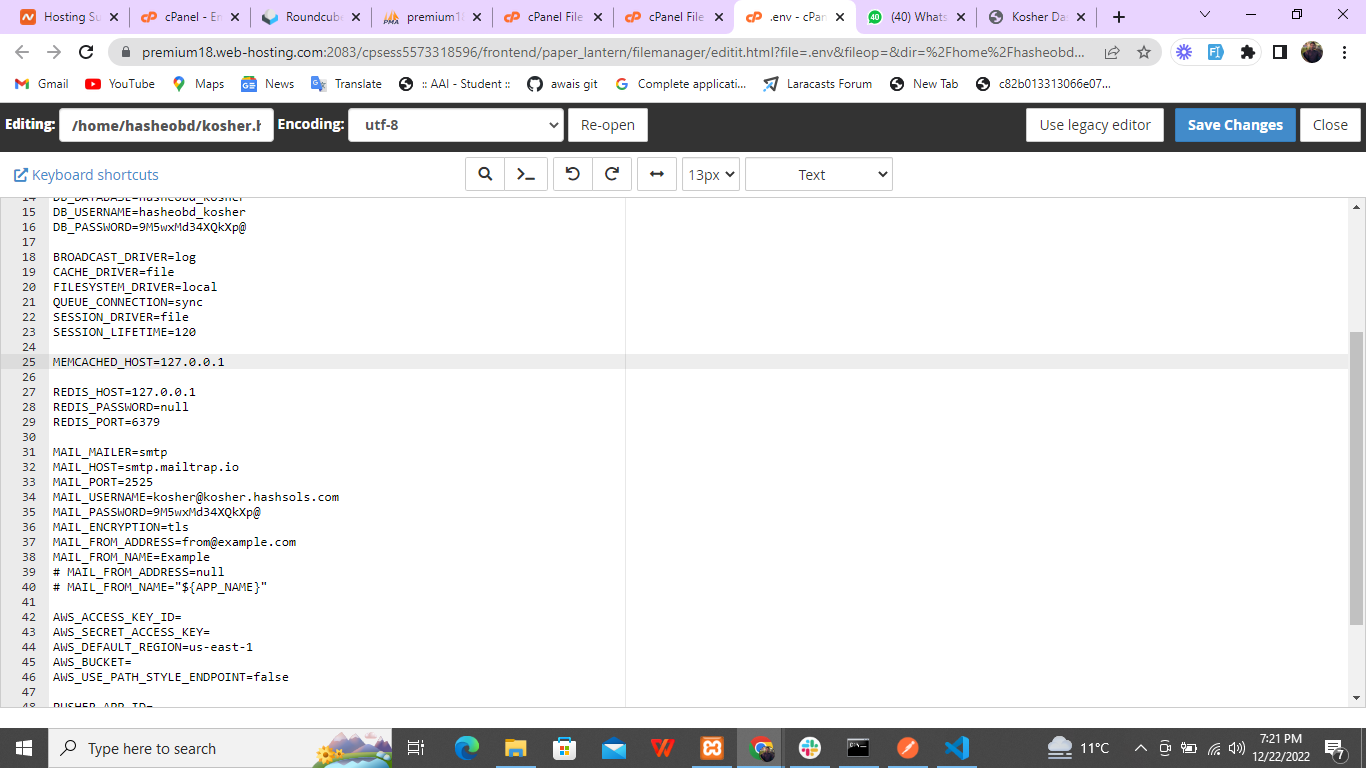 Hosting Su
cPanel - En
Roundcube
premium18
cPanel File
cPanel File
.env - cPan
(40) Whats
Kosher Da
premium18.web-hosting.com:2083/cpsess5573318596/frontend/paper_lantern/filemanager/editit.html?file=.env&fileop=&dir=%2Fhome%2Fhasheobd...
Gmail
YouTube
Maps
News
Translate
:: AAI - Student ::
awais git
Complete applicati...
Laracasts Forum
New Tab
c82b013313066e07...
Editing: /home/hasheobd/kosher.h Encoding: utf-8 Re-open Use legacy editor Save Changes Close
Keyboard shortcuts 13px Text
14 DB_DATABASE=hasheobd_kosher
15 DB_USERNAME=hasheobd_kosher
16 DB_PASSWORD=9M5wxMd34XQkXp@
17
18 BROADCAST_DRIVER=log
19 CACHE_DRIVER=file
20 FILESYSTEM_DRIVER=local
21 QUEUE_CONNECTION=sync
22 SESSION_DRIVER=file
23 SESSION_LIFETIME=120
24
25 MEMCACHED_HOST=127.0.0.1
26
27 REDIS_HOST=127.0.0.1
28 REDIS_PASSWORD=null
29 REDIS_PORT=6379
30
31 MAIL_MAILER=smtp
32 MAIL_HOST=smtp.mailtrap.io
33 MAIL_PORT=2525
34 MAIL_USERNAME=kosher@kosher.hashsols.com
35 MAIL_PASSWORD=9M5wxMd34XQkXp@
36 MAIL_ENCRYPTION=tls
37 MAIL_FROM_ADDRESS=from@example.com
38 MAIL_FROM_NAME=Example
39 # MAIL_FROM_ADDRESS=null
40 # MAIL_FROM_NAME="${APP_NAME}"
41
42 AWS_ACCESS_KEY_ID=
43 AWS_SECRET_ACCESS_KEY=
44 AWS_DEFAULT_REGION=us-east-1
45 AWS_BUCKET=
46 AWS_USE_PATH_STYLE_ENDPOINT=false
47
48 PUSHER_APP_ID=
Type here to search
11°C
7:21 PM
12/22/2022
7